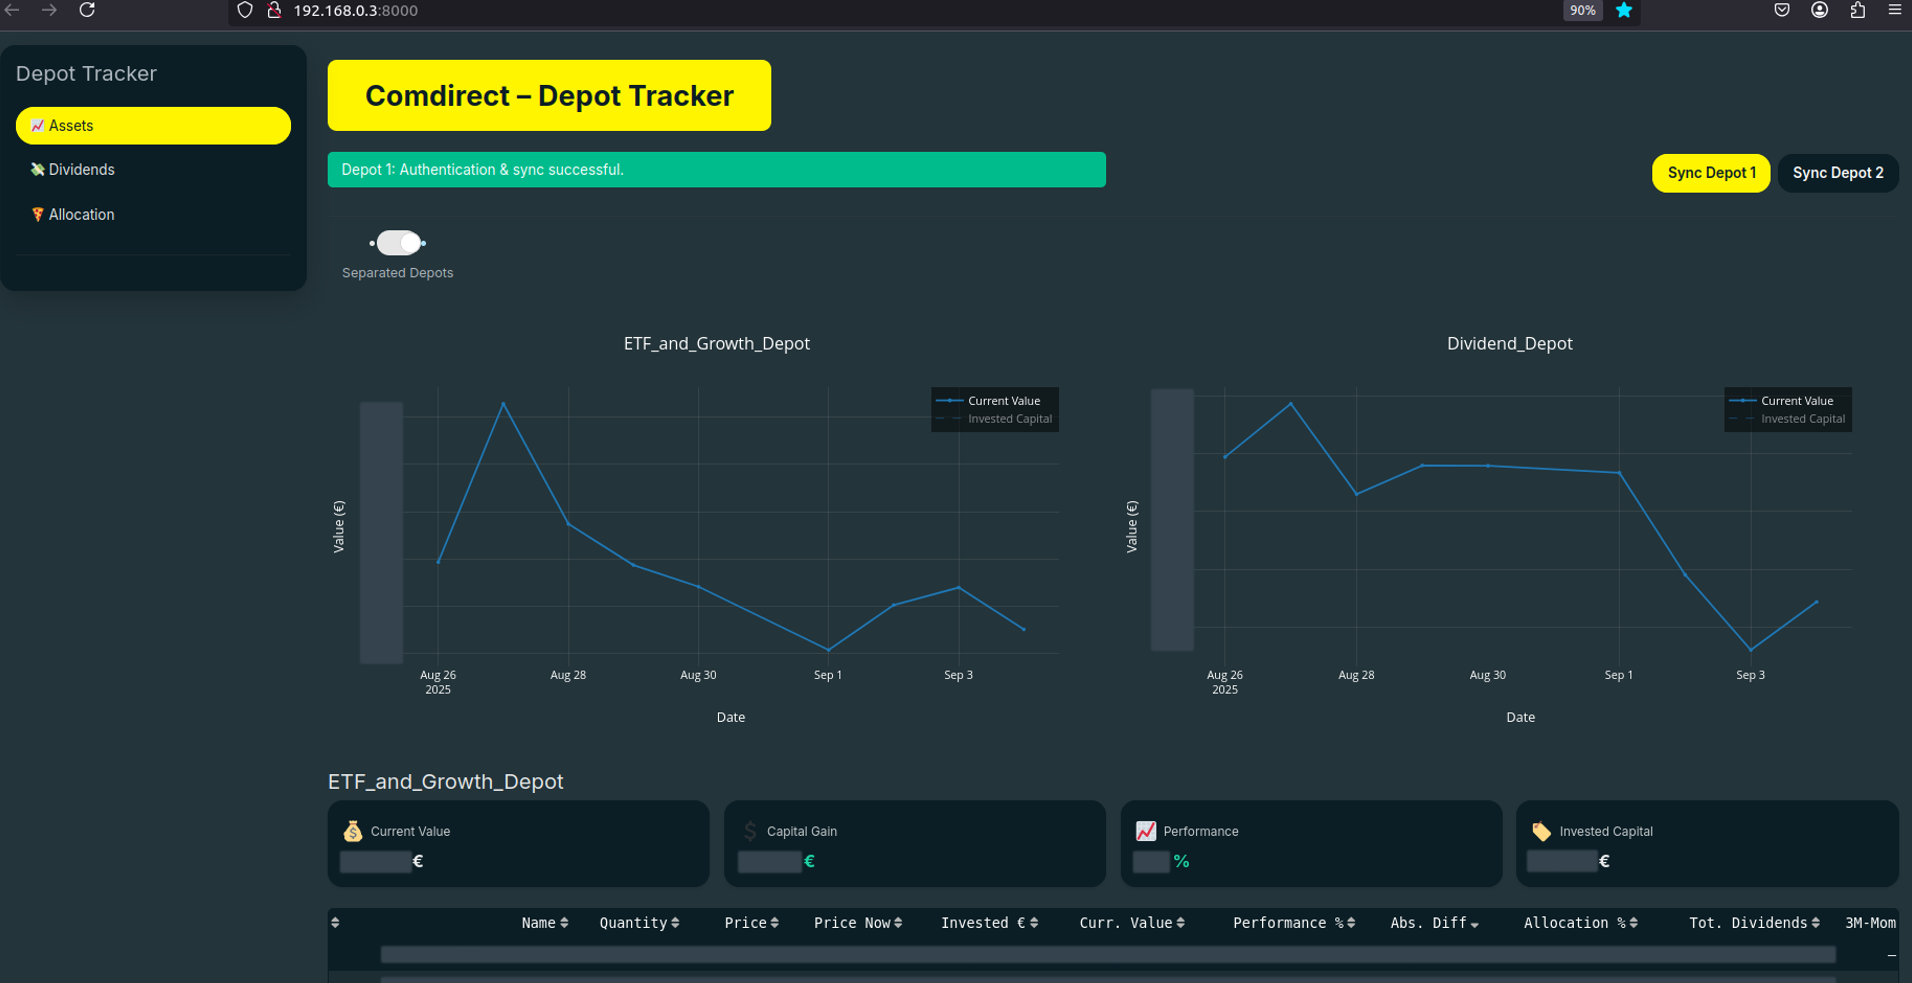 192.168.0.3:8000
90%
Depot Tracker
Assets
Dividends
Allocation
Comdirect – Depot Tracker
Depot 1: Authentication & sync successful.
Sync Depot 1
Sync Depot 2
Separated Depots
ETF_and_Growth_Depot
Current Value
Invested Capital
Value (€)
Aug 26
2025
Aug 28
Aug 30
Sep 1
Sep 3
Date
Dividend_Depot
Current Value
Invested Capital
Value (€)
Aug 26
2025
Aug 28
Aug 30
Sep 1
Sep 3
Date
ETF_and_Growth_Depot
Current Value
€
Capital Gain
€
Performance
%
Invested Capital
€
Name Quantity Price Price Now Invested € Curr. Value Performance % Abs. Diff Allocation % Tot. Dividends 3M-Mom
—